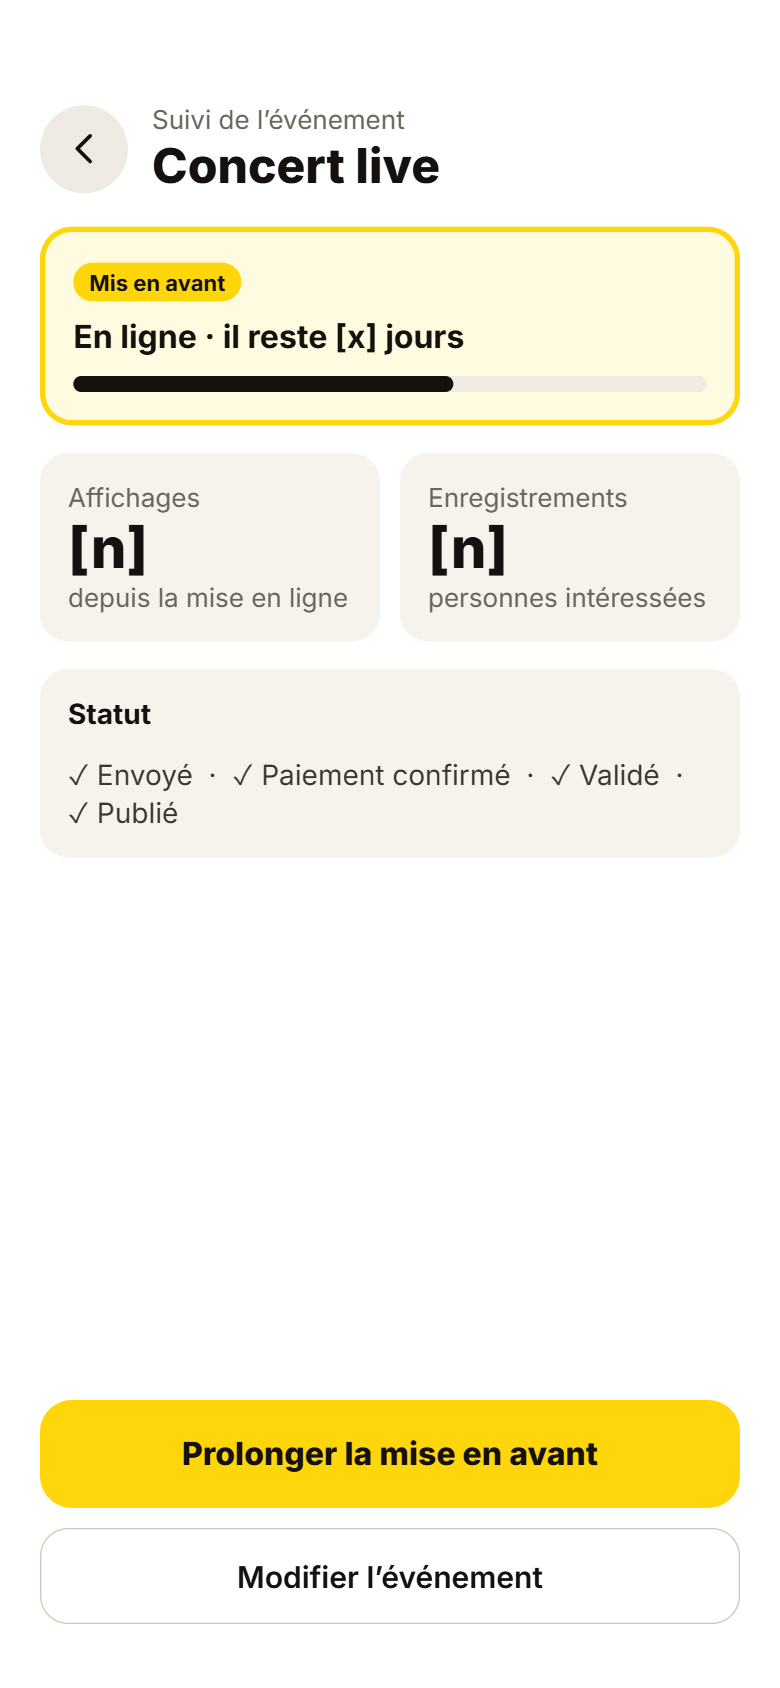 Suivi de l’événement
Concert live
Mis en avant
En ligne · il reste [x] jours
Affichages
[n]
depuis la mise en ligne
Enregistrements
[n]
personnes intéressées
Statut
✓ Envoyé · ✓ Paiement confirmé · ✓ Validé ·
✓ Publié
Prolonger la mise en avant
Modifier l’événement